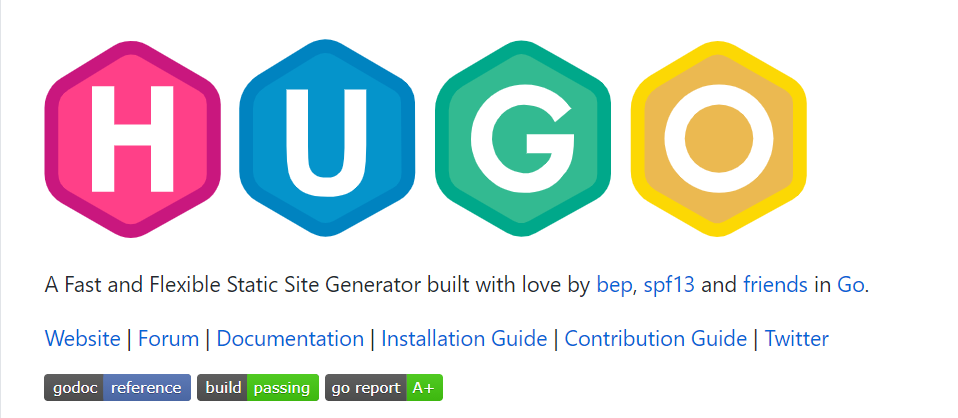 HUGO
A Fast and Flexible Static Site Generator built with love by bep, spf13 and friends in Go.
Website | Forum | Documentation | Installation Guide | Contribution Guide | Twitter
godoc reference build passing go report A+